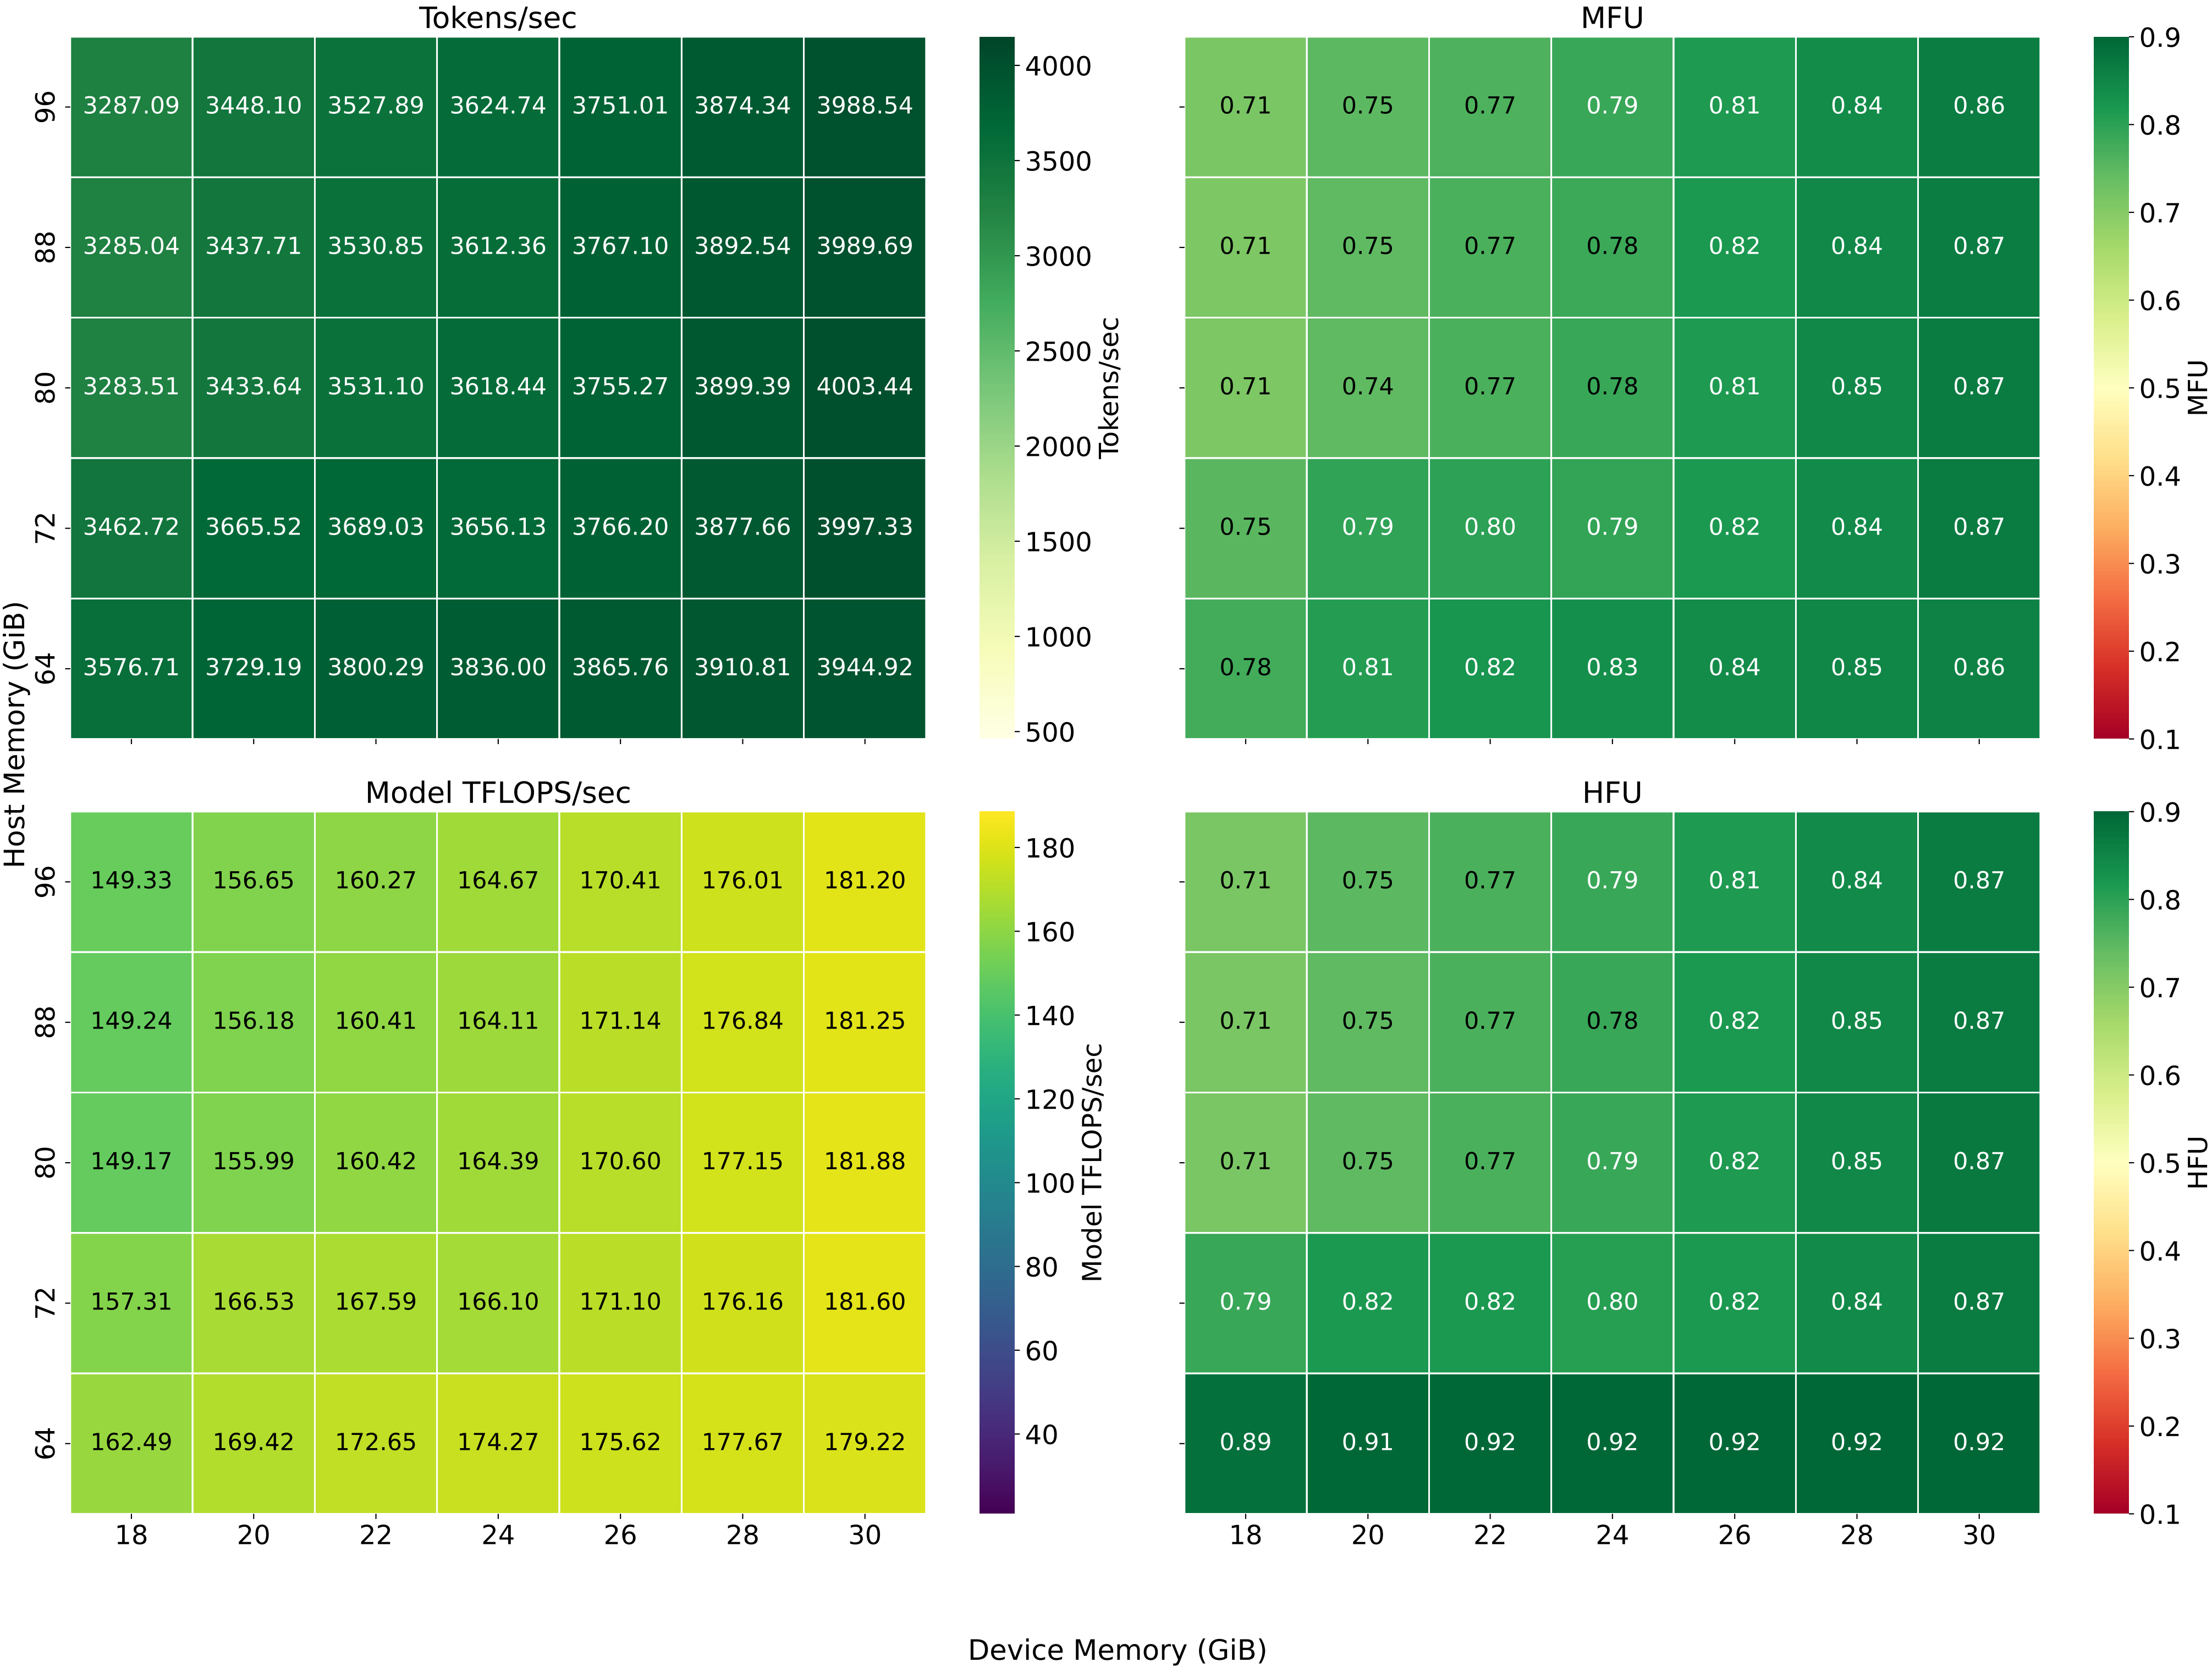 Tokens/sec
96 3287.09 3448.10 3527.89 3624.74 3751.01 3874.34 3988.54
88 3285.04 3437.71 3530.85 3612.36 3767.10 3892.54 3989.69
80 3283.51 3433.64 3531.10 3618.44 3755.27 3899.39 4003.44
72 3462.72 3665.52 3689.03 3656.13 3766.20 3877.66 3997.33
64 3576.71 3729.19 3800.29 3836.00 3865.76 3910.81 3944.92
4000
3500
3000
2500
2000
1500
1000
500
Tokens/sec
MFU
0.71 0.75 0.77 0.79 0.81 0.84 0.86
0.71 0.75 0.77 0.78 0.82 0.84 0.87
0.71 0.74 0.77 0.78 0.81 0.85 0.87
0.75 0.79 0.80 0.79 0.82 0.84 0.87
0.78 0.81 0.82 0.83 0.84 0.85 0.86
0.9
0.8
0.7
0.6
0.5
0.4
0.3
0.2
0.1
MFU
Host Memory (GiB)
Model TFLOPS/sec
96 149.33 156.65 160.27 164.67 170.41 176.01 181.20
88 149.24 156.18 160.41 164.11 171.14 176.84 181.25
80 149.17 155.99 160.42 164.39 170.60 177.15 181.88
72 157.31 166.53 167.59 166.10 171.10 176.16 181.60
64 162.49 169.42 172.65 174.27 175.62 177.67 179.22
18 20 22 24 26 28 30
180
160
140
120
100
80
60
40
Model TFLOPS/sec
HFU
0.71 0.75 0.77 0.79 0.81 0.84 0.87
0.71 0.75 0.77 0.78 0.82 0.85 0.87
0.71 0.75 0.77 0.79 0.82 0.85 0.87
0.79 0.82 0.82 0.80 0.82 0.84 0.87
0.89 0.91 0.92 0.92 0.92 0.92 0.92
18 20 22 24 26 28 30
0.9
0.8
0.7
0.6
0.5
0.4
0.3
0.2
0.1
HFU
Device Memory (GiB)